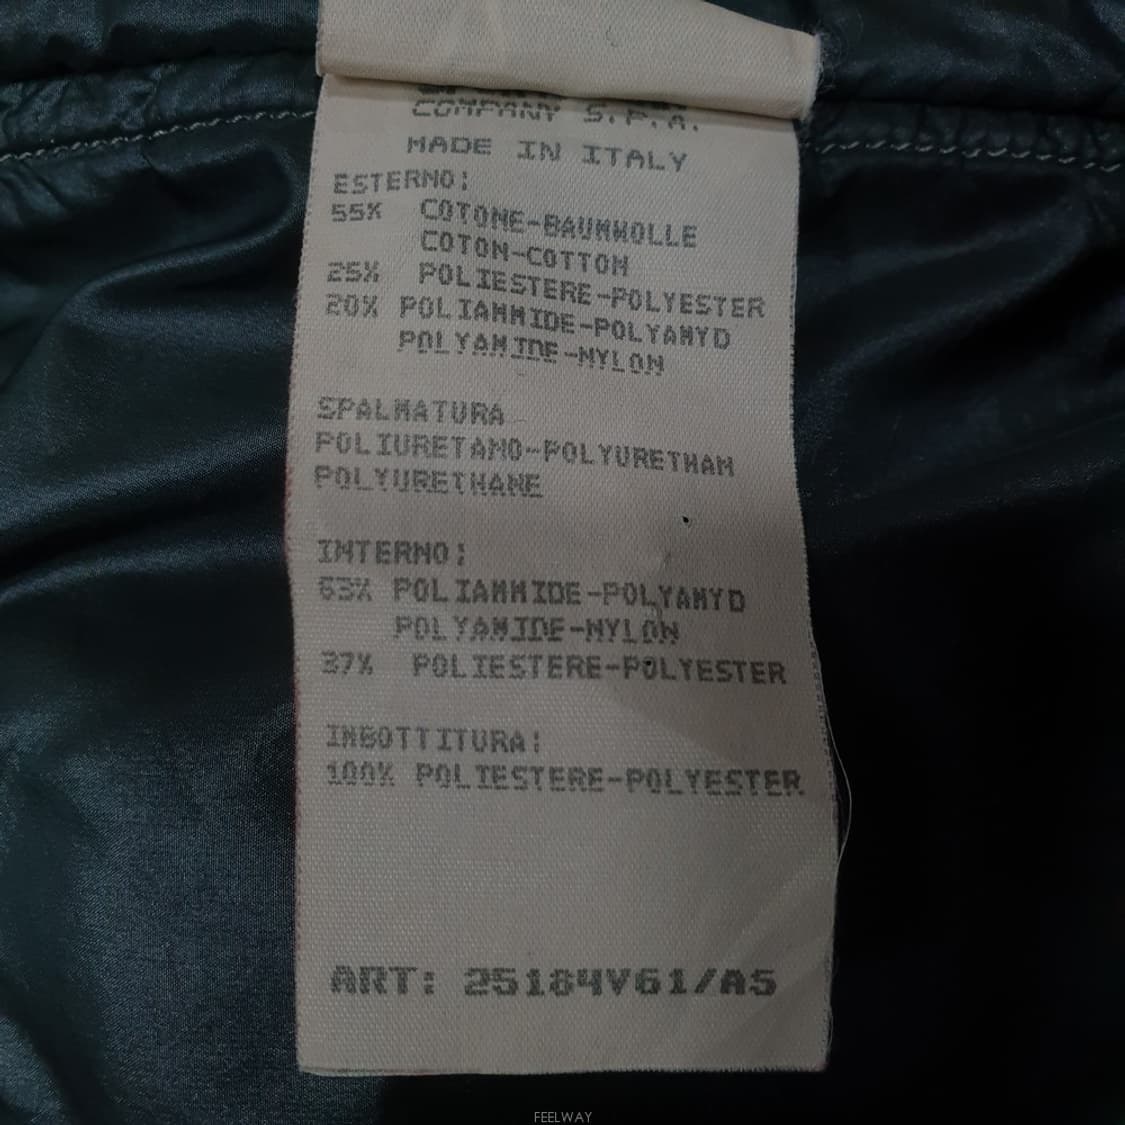 COMPANY S.P.A.
MADE IN ITALY
ESTERNO:
55% COTONE-BAUMWOLLE
COTON-COTTON
25% POLIESTERE-POLYESTER
20% POLIAMMIDE-POLYAMYD
POLYAMIDE-NYLON
SPALMATURA
POLIURETANO-POLYURETHAN
POLYURETHANE
INTERNO:
63% POLIAMMIDE-POLYAMYD
POLYAMIDE-NYLON
37% POLIESTERE-POLYESTER
IMBOTTITURA:
100% POLIESTERE-POLYESTER
ART: 25184V61/A5
FEELWAY